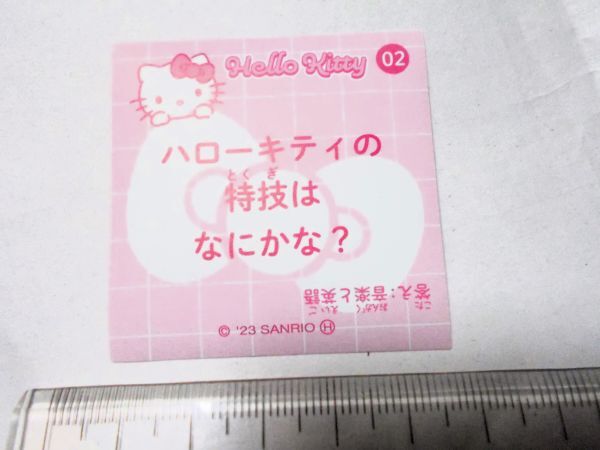 Hello Kitty 02
ハローキティの
とくぎ
特技は
なにかな？
答え：音楽と英語
こた おんがく えいご
© '23 SANRIO Ⓗ